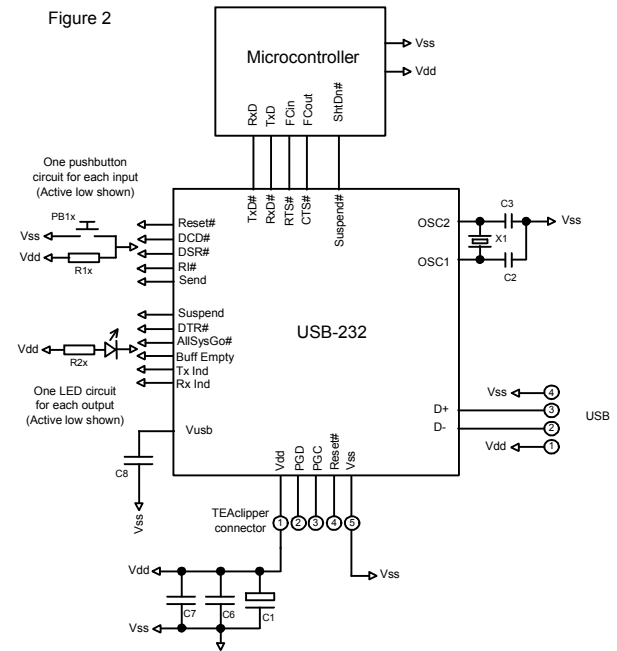 Figure 2
Microcontroller
Vss
Vdd
RxD
TxD
FCin
FCout
ShtDn#
One pushbutton
circuit for each input
(Active low shown)
PB1x
Vss
Vdd
R1x
TxD#
RxD#
RTS#
CTS#
Suspend#
Reset#
DCD#
DSR#
RI#
Send
OSC2
OSC1
C3
X1
C2
Vss
Suspend
DTR#
AllSysGo#
Buff Empty
Tx Ind
Rx Ind
USB-232
Vdd
R2x
One LED circuit
for each output
(Active low shown)
Vusb
C8
Vss
D+
D-
Vss
4
3
2
Vdd
1
USB
Vdd
PGD
PGC
Reset#
Vss
TEAclipper
connector
1
2
3
4
5
Vss
Vdd
C7
C6
C1
Vss